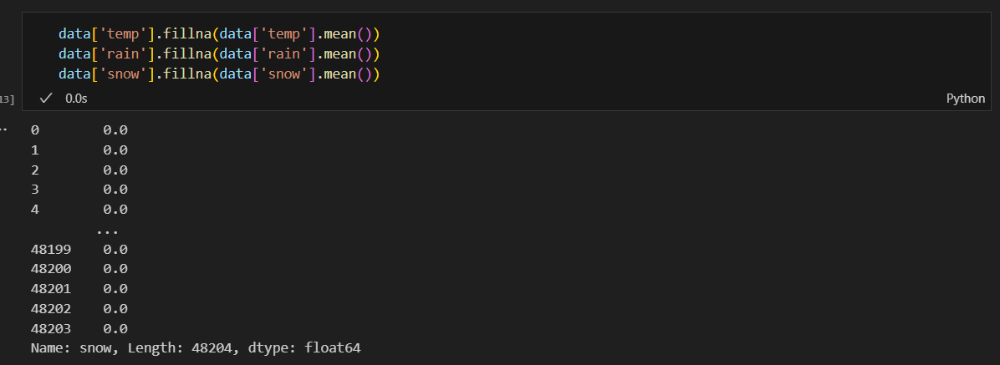 data['temp'].fillna(data['temp'].mean())
data['rain'].fillna(data['rain'].mean())
data['snow'].fillna(data['snow'].mean())
13] ✓ 0.0s Python
0 0.0
1 0.0
2 0.0
3 0.0
4 0.0
...
48199 0.0
48200 0.0
48201 0.0
48202 0.0
48203 0.0
Name: snow, Length: 48204, dtype: float64